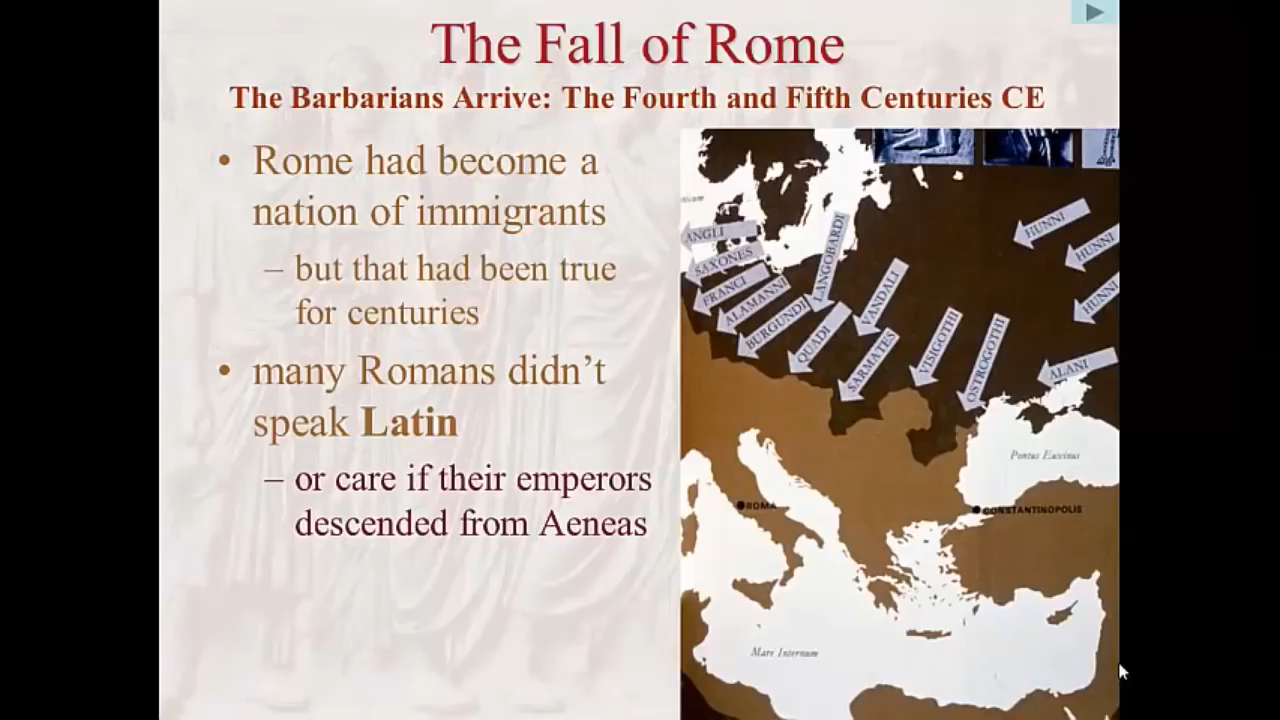 The Fall of Rome
The Barbarians Arrive: The Fourth and Fifth Centuries CE
• Rome had become a
nation of immigrants
– but that had been true
for centuries
• many Romans didn’t
speak Latin
– or care if their emperors
descended from Aeneas
ANGLI
SAXONES
FRANCI
ALAMANNI
BURGUNDI
LANGOBARDI
QUADI
VANDALI
SARMATES
VISIGOTHI
OSTROGOTHI
HUNNI
HUNNI
HUNNI
ALANI
Pontus Euxinus
ROMA
CONSTANTINOPOLIS
Mare Internum